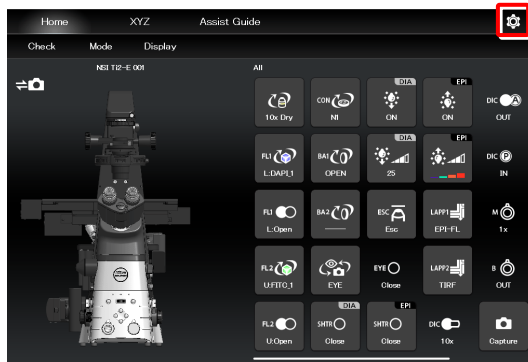 Home XYZ Assist Guide
Check Mode Display
NSI Ti2-E 001
All
DIA EPI
CON DIC A
10x Dry N1 ON ON OUT
DIA EPI
FL1 BA1 DIC P
L:DAPI_1 OPEN 25 IN
FL1 BA2 ESC LAPP1 M
L:Open —— Esc EPI-FL 1x
FL2 EYE LAPP2 B
U:FITC_1 EYE Close TIRF OUT
DIA EPI
FL2 SHTR SHTR DIC
U:Open Close Close 10x Capture